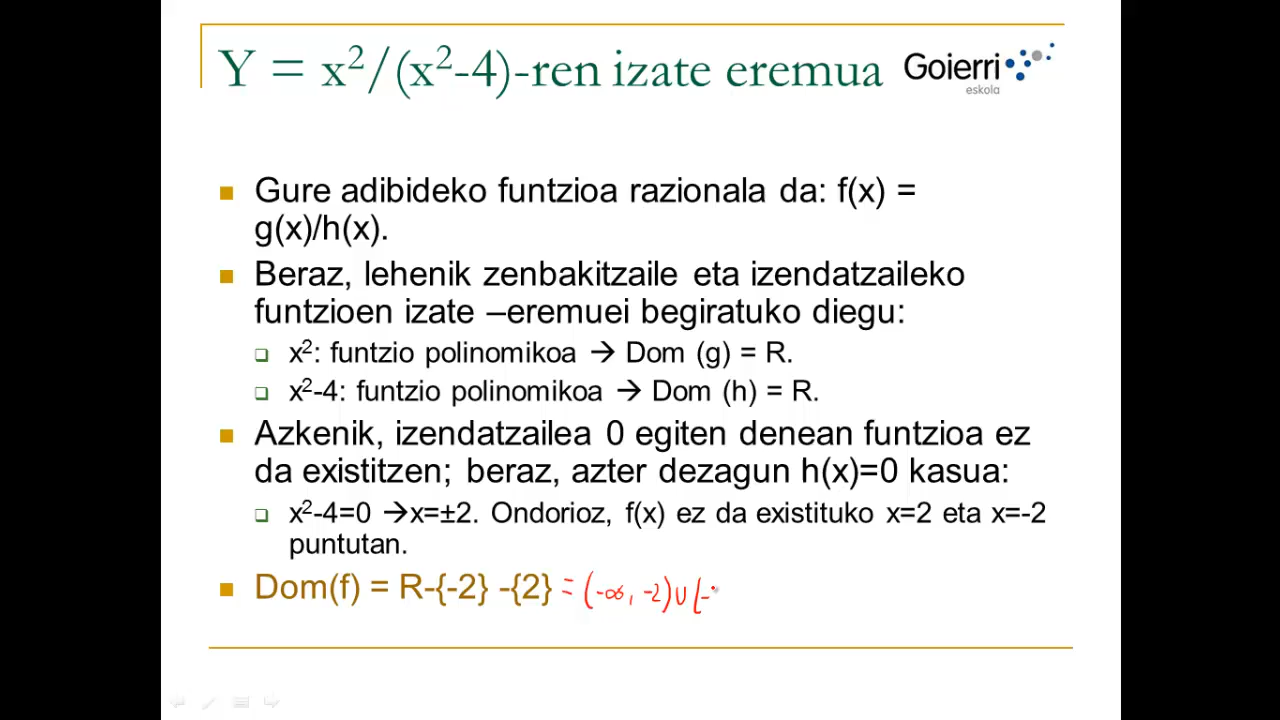 Y = x²/(x²-4)-ren izate eremua
Goierri
eskola
Gure adibideko funtzioa razionala da: f(x) =
g(x)/h(x).
Beraz, lehenik zenbakitzaile eta izendatzaileko
funtzioen izate –eremuei begiratuko diegu:
x²: funtzio polinomikoa → Dom (g) = R.
x²-4: funtzio polinomikoa → Dom (h) = R.
Azkenik, izendatzailea 0 egiten denean funtzioa ez
da existitzen; beraz, azter dezagun h(x)=0 kasua:
x²-4=0 →x=±2. Ondorioz, f(x) ez da existituko x=2 eta x=-2
puntutan.
Dom(f) = R-{-2} -{2} = (-∞, -2) ∪ (-